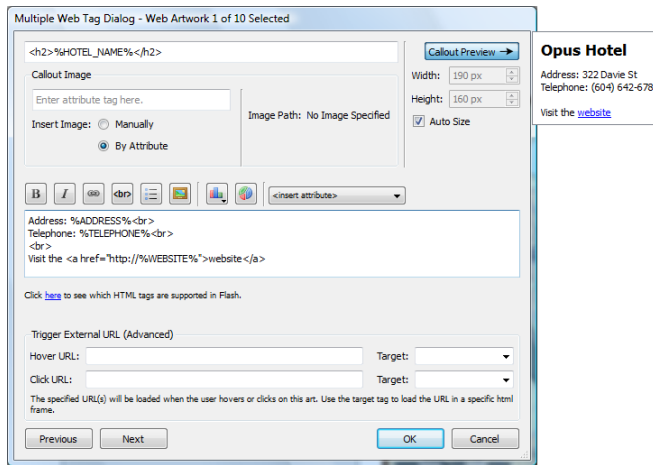 Multiple Web Tag Dialog - Web Artwork 1 of 10 Selected
<h2>%HOTEL_NAME%</h2>
Callout Preview
Callout Image
Enter attribute tag here.
Insert Image: Manually
By Attribute
Image Path: No Image Specified
Width: 190 px
Height: 160 px
Auto Size
Opus Hotel
Address: 322 Davie St
Telephone: (604) 642-678
Visit the website
B I <br> <insert attribute>
Address: %ADDRESS%<br>
Telephone: %TELEPHONE%<br>
<br>
Visit the <a href="http://%WEBSITE%">website</a>
Click here to see which HTML tags are supported in Flash.
Trigger External URL (Advanced)
Hover URL: Target:
Click URL: Target:
The specified URL(s) will be loaded when the user hovers or clicks on this art. Use the target tag to load the URL in a specific html
frame.
Previous Next OK Cancel